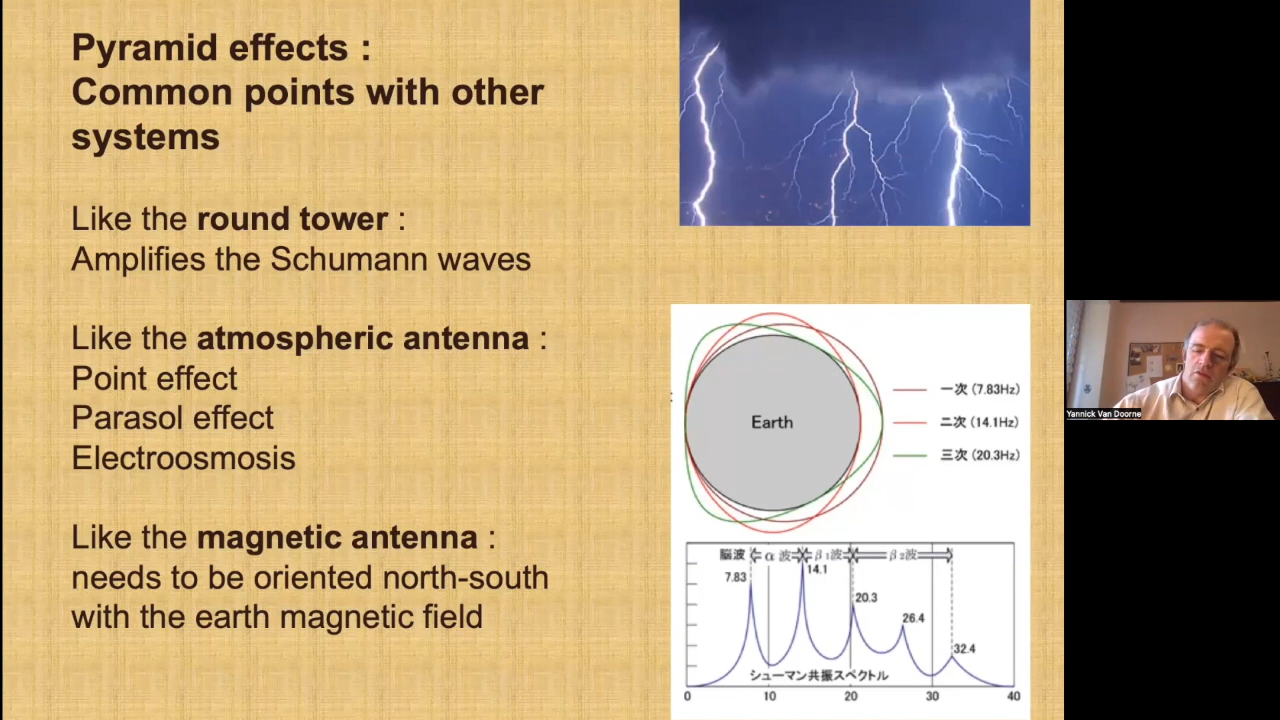 Pyramid effects :
Common points with other
systems
Like the round tower :
Amplifies the Schumann waves
Like the atmospheric antenna :
Point effect
Parasol effect
Electroosmosis
Like the magnetic antenna :
needs to be oriented north-south
with the earth magnetic field
Earth
一次 (7.83Hz)
二次 (14.1Hz)
三次 (20.3Hz)
脳波 α 波 β1波 β2波
7.83
14.1
20.3
26.4
32.4
シューマン共振スペクトル
0 10 20 30 40
Yannick Van Doorne